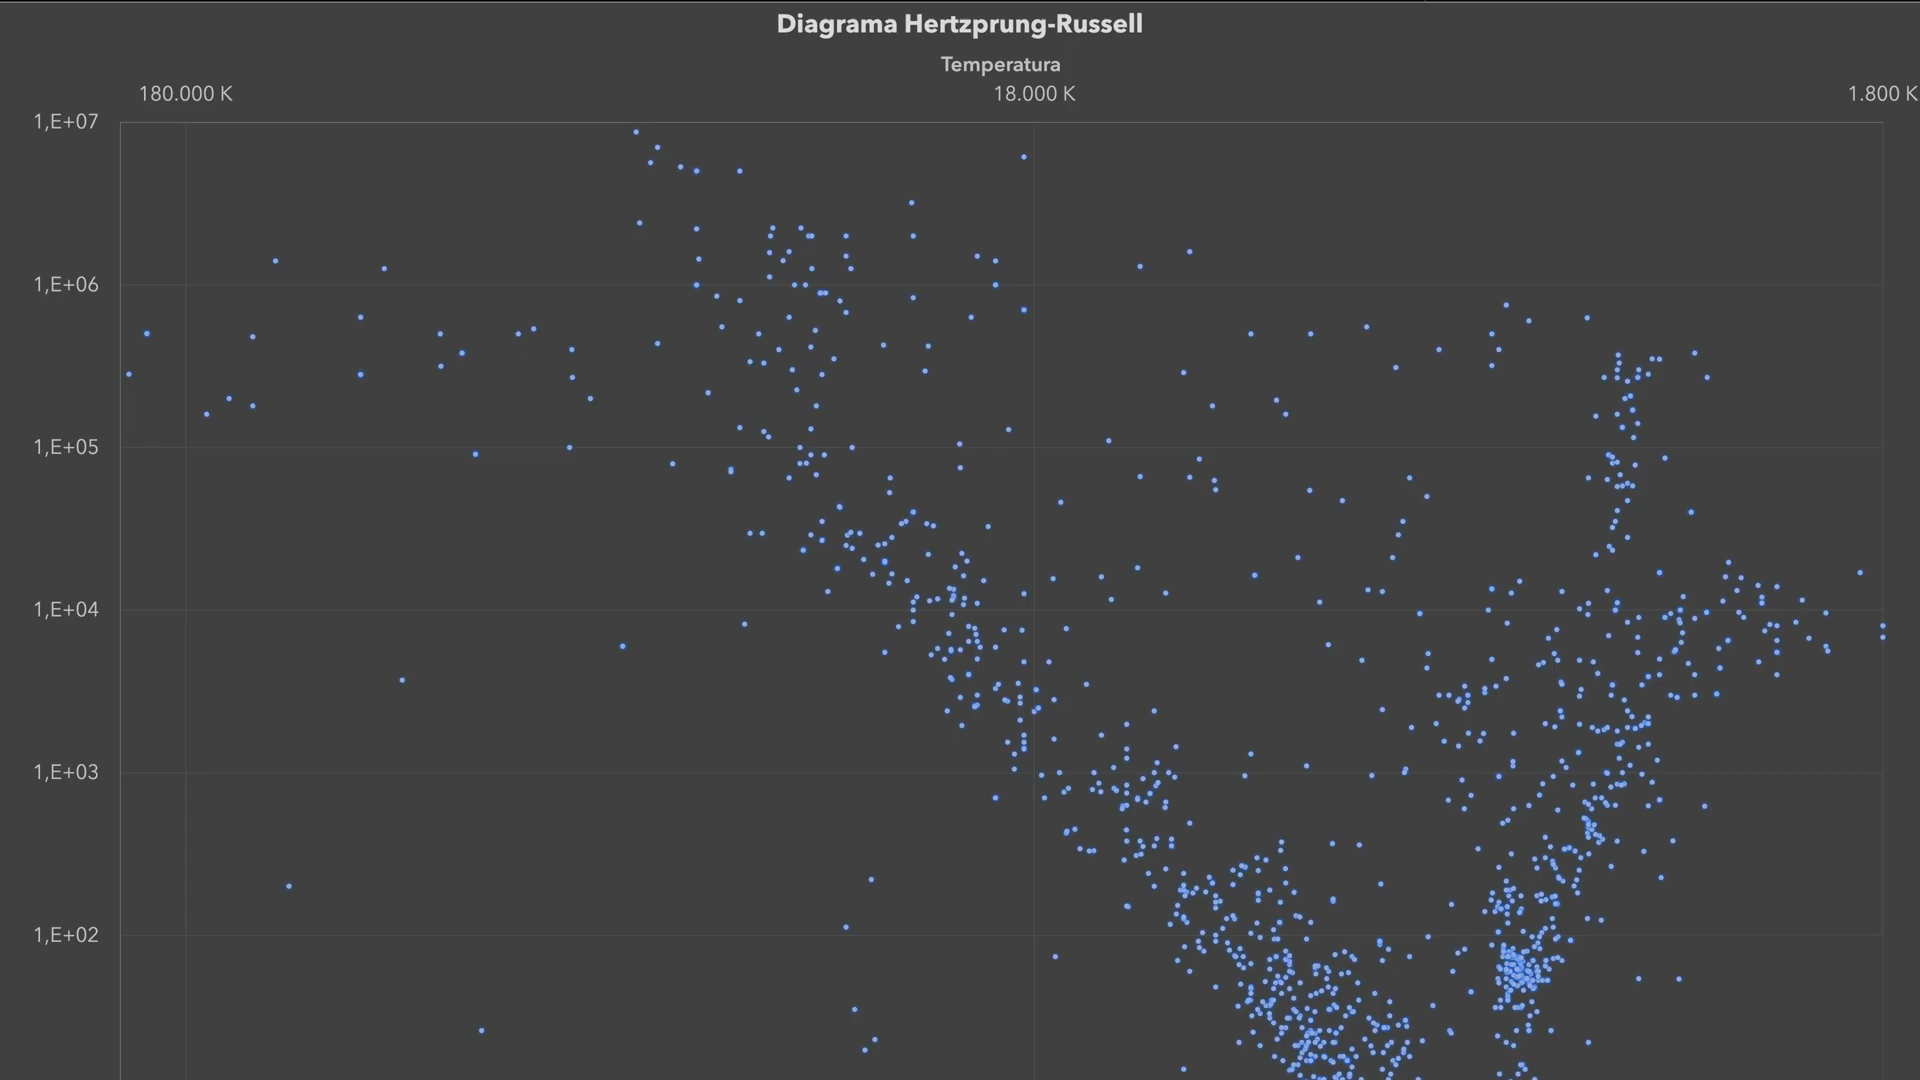 Diagrama Hertzprung-Russell
Temperatura
180.000 K 18.000 K 1.800 K
1,E+07
1,E+06
1,E+05
1,E+04
1,E+03
1,E+02